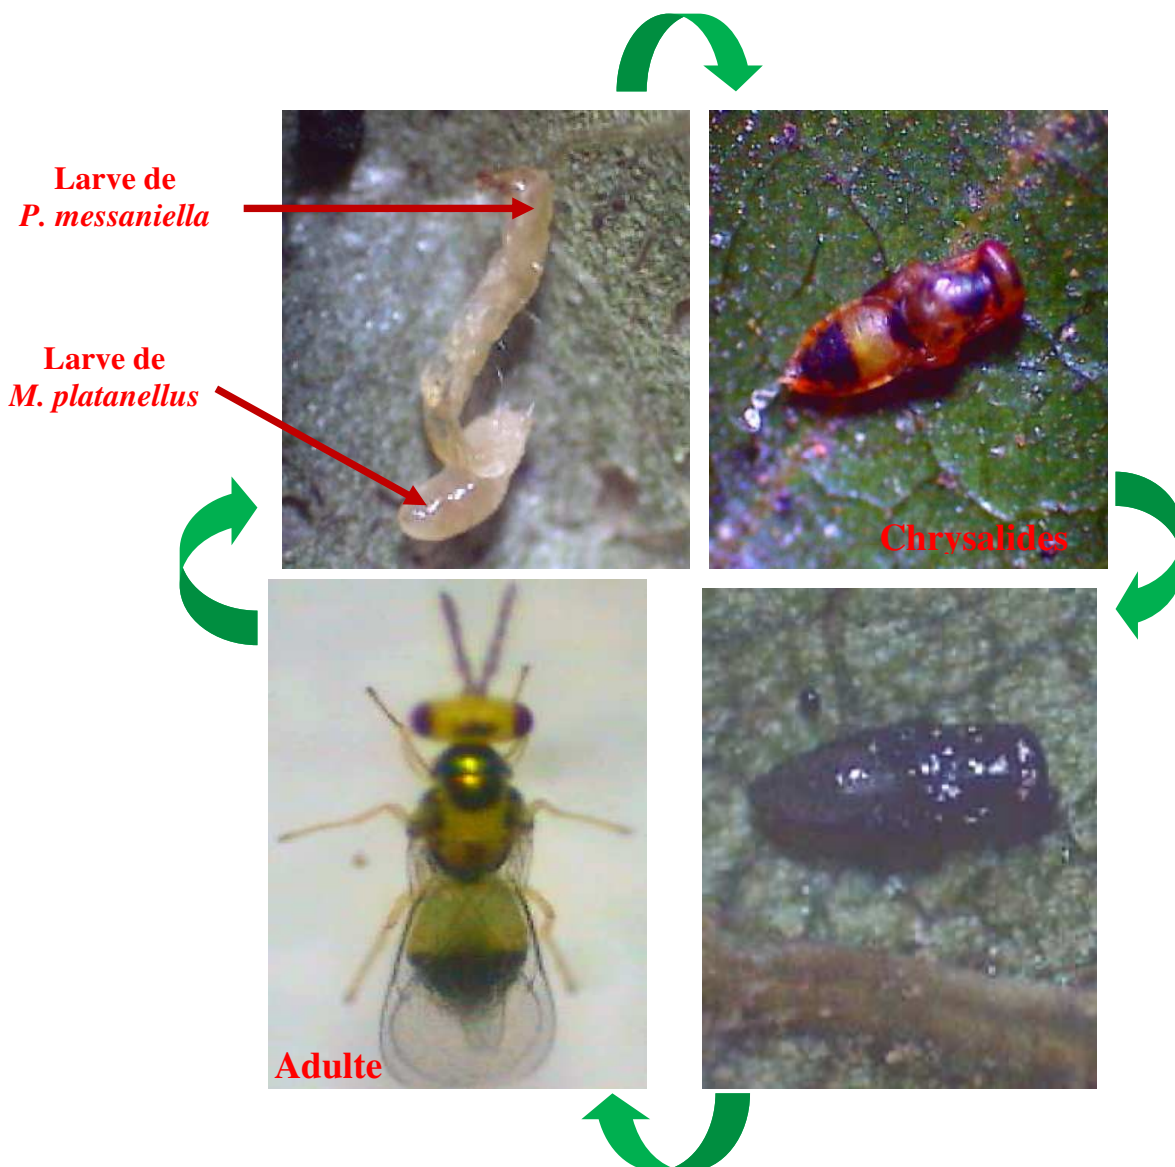 Larve de
P. messaniella
Larve de
M. platanellus
Chrysalides
Adulte